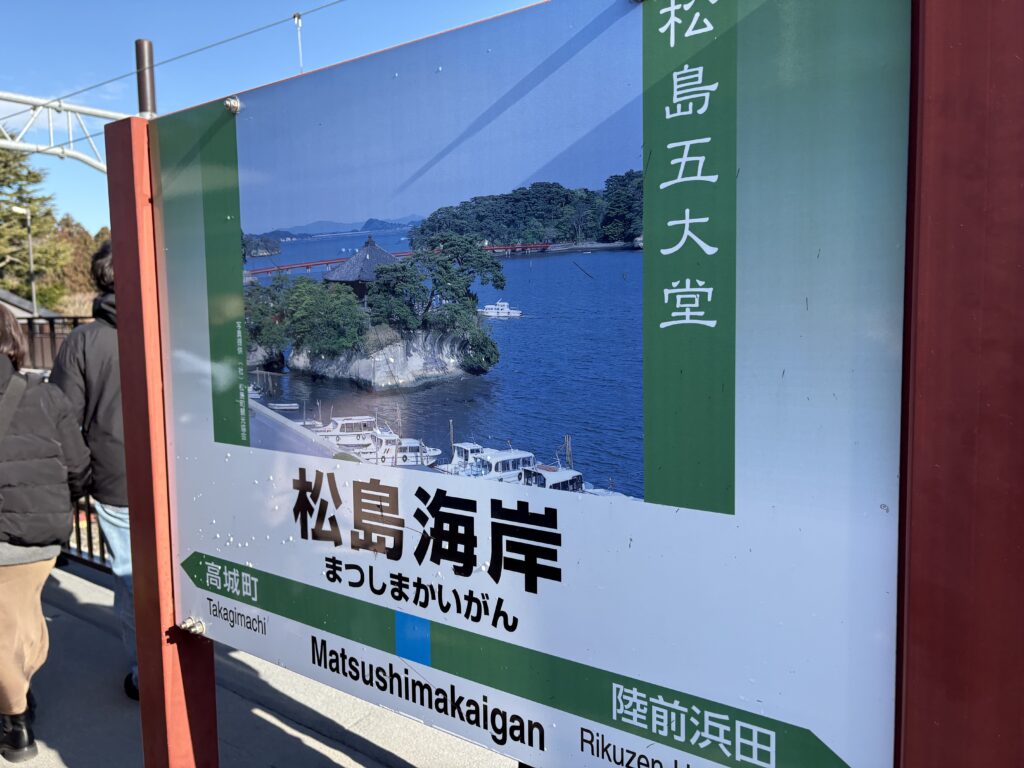 松島五大堂
松島海岸
まつしまかいがん
高城町
Takagimachi
Matsushimakaigan
陸前浜田
Rikuzen